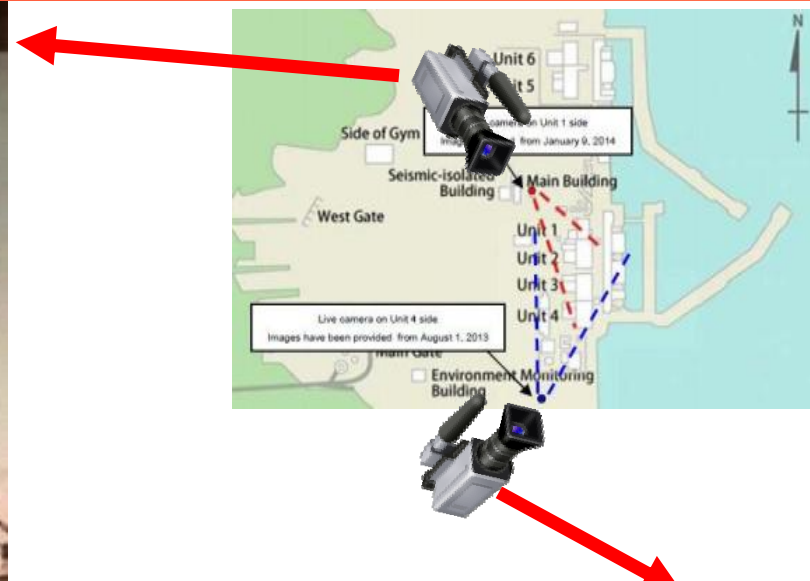 N
Unit 6
t 5
camera on Unit 1 side
from January 9, 2014
Side of Gym
Seismic-isolated
Building
Main Building
West Gate
Unit 1
Unit 2
Unit 3
Unit 4
Live camera on Unit 4 side
Images have been provided from August 1, 2013
Main Gate
Environment Monitoring
Building